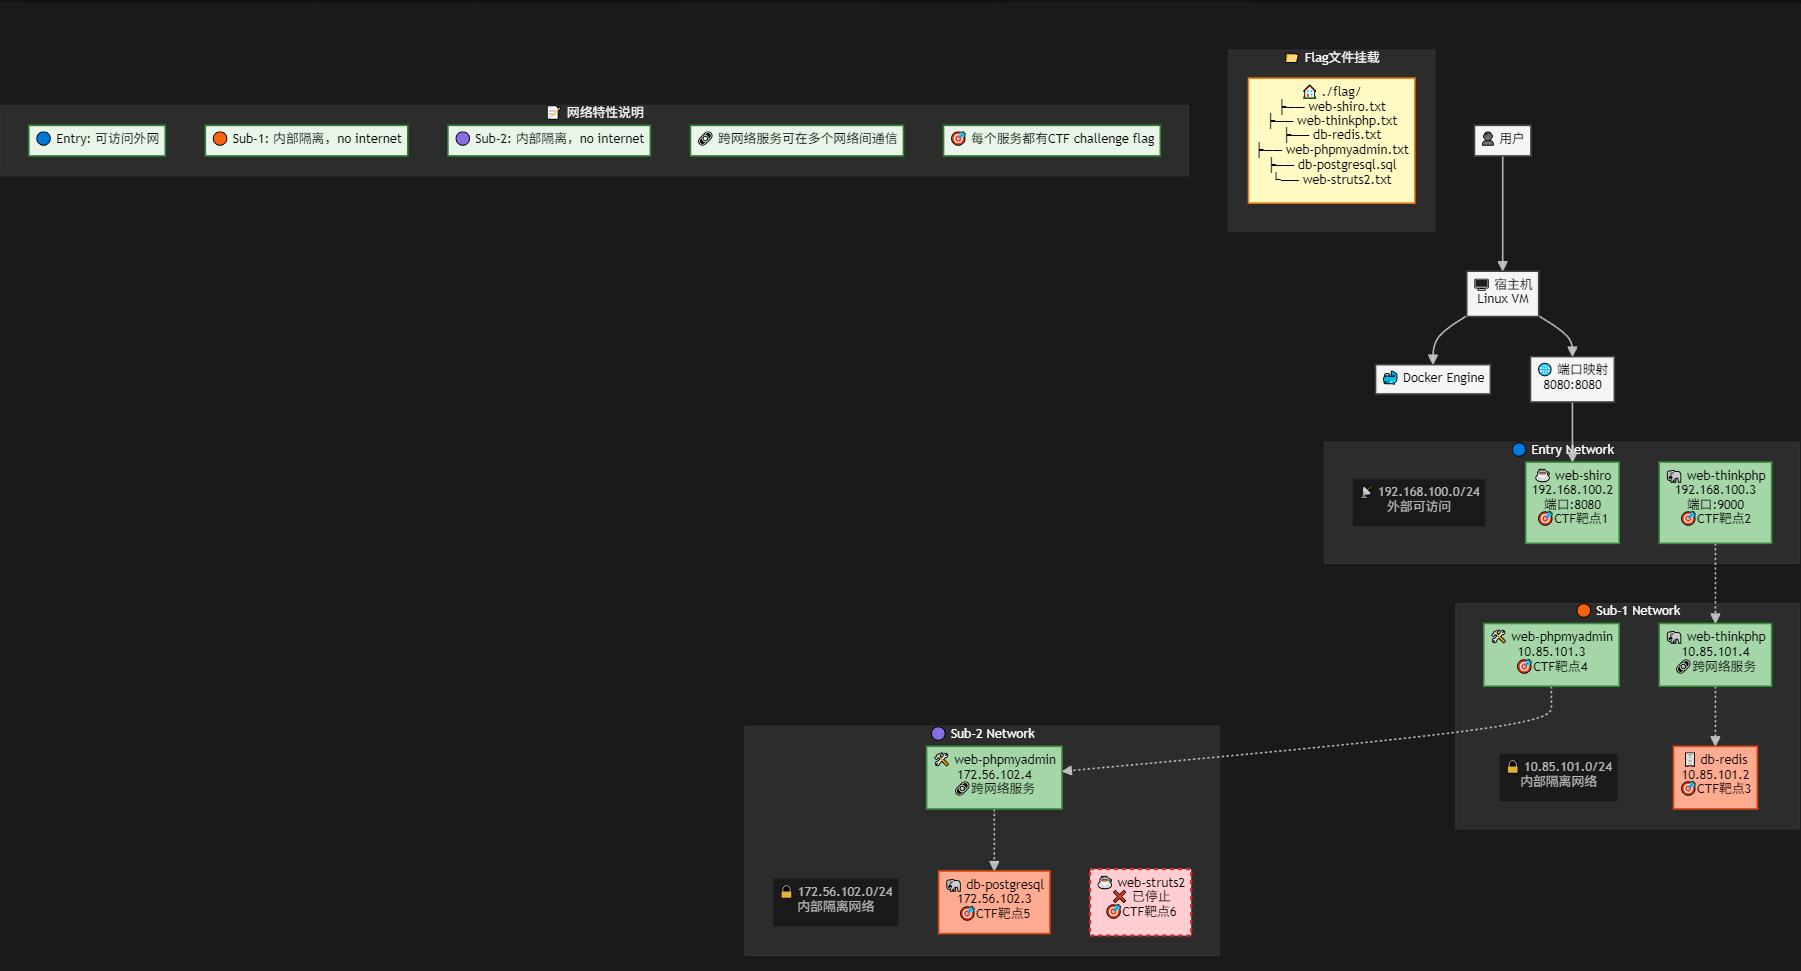 Flag文件挂载
./flag/
├── web-shiro.txt
├── web-thinkphp.txt
├── db-redis.txt
├── web-phpmyadmin.txt
├── db-postgresql.sql
└── web-struts2.txt
网络特性说明
Entry: 可访问外网
Sub-1: 内部隔离，no internet
Sub-2: 内部隔离，no internet
跨网络服务可在多个网络间通信
每个服务都有CTF challenge flag
用户
宿主机
Linux VM
Docker Engine
端口映射
8080:8080
Entry Network
192.168.100.0/24
外部可访问
web-shiro
192.168.100.2
端口:8080
CTF靶点1
web-thinkphp
192.168.100.3
端口:9000
CTF靶点2
Sub-1 Network
web-phpmyadmin
10.85.101.3
CTF靶点4
web-thinkphp
10.85.101.4
跨网络服务
10.85.101.0/24
内部隔离网络
db-redis
10.85.101.2
CTF靶点3
Sub-2 Network
web-phpmyadmin
172.56.102.4
跨网络服务
172.56.102.0/24
内部隔离网络
db-postgresql
172.56.102.3
CTF靶点5
web-struts2
已停止
CTF靶点6